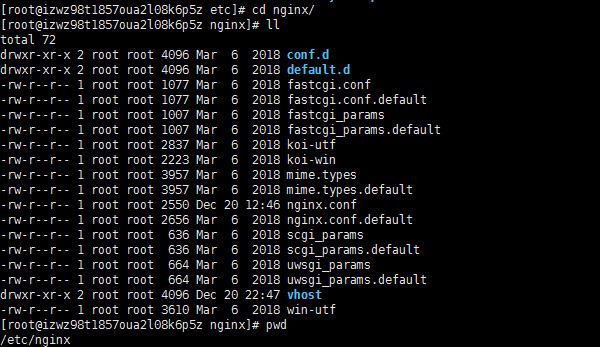 [root@izwz98t1857oua2l08k6p5z etc]# cd nginx/
[root@izwz98t1857oua2l08k6p5z nginx]# ll
total 72
drwxr-xr-x 2 root root 4096 Mar  6  2018 conf.d
drwxr-xr-x 2 root root 4096 Mar  6  2018 default.d
-rw-r--r-- 1 root root 1077 Mar  6  2018 fastcgi.conf
-rw-r--r-- 1 root root 1077 Mar  6  2018 fastcgi.conf.default
-rw-r--r-- 1 root root 1007 Mar  6  2018 fastcgi_params
-rw-r--r-- 1 root root 1007 Mar  6  2018 fastcgi_params.default
-rw-r--r-- 1 root root 2837 Mar  6  2018 koi-utf
-rw-r--r-- 1 root root 2223 Mar  6  2018 koi-win
-rw-r--r-- 1 root root 3957 Mar  6  2018 mime.types
-rw-r--r-- 1 root root 3957 Mar  6  2018 mime.types.default
-rw-r--r-- 1 root root 2550 Dec 20 12:46 nginx.conf
-rw-r--r-- 1 root root 2656 Mar  6  2018 nginx.conf.default
-rw-r--r-- 1 root root  636 Mar  6  2018 scgi_params
-rw-r--r-- 1 root root  636 Mar  6  2018 scgi_params.default
-rw-r--r-- 1 root root  664 Mar  6  2018 uwsgi_params
-rw-r--r-- 1 root root  664 Mar  6  2018 uwsgi_params.default
drwxr-xr-x 2 root root 4096 Dec 20 22:47 vhost
-rw-r--r-- 1 root root 3610 Mar  6  2018 win-utf
[root@izwz98t1857oua2l08k6p5z nginx]# pwd
/etc/nginx